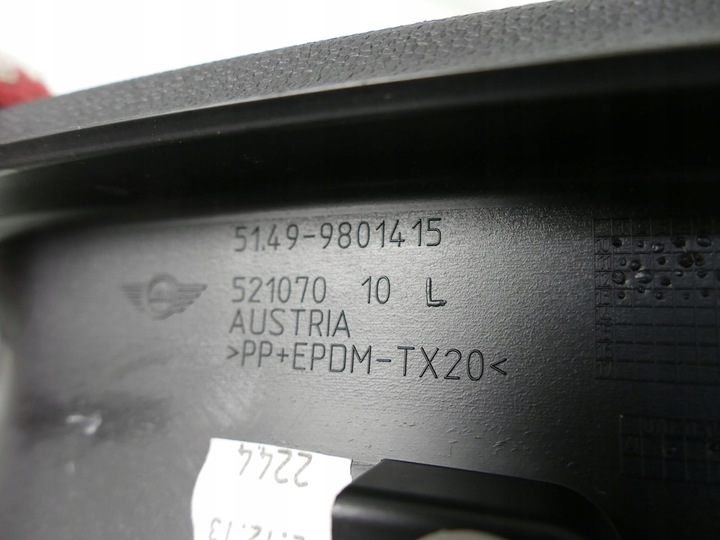 51.49-9801415
521070 10 L
AUSTRIA
>PP+EPDM-TX20<
2244